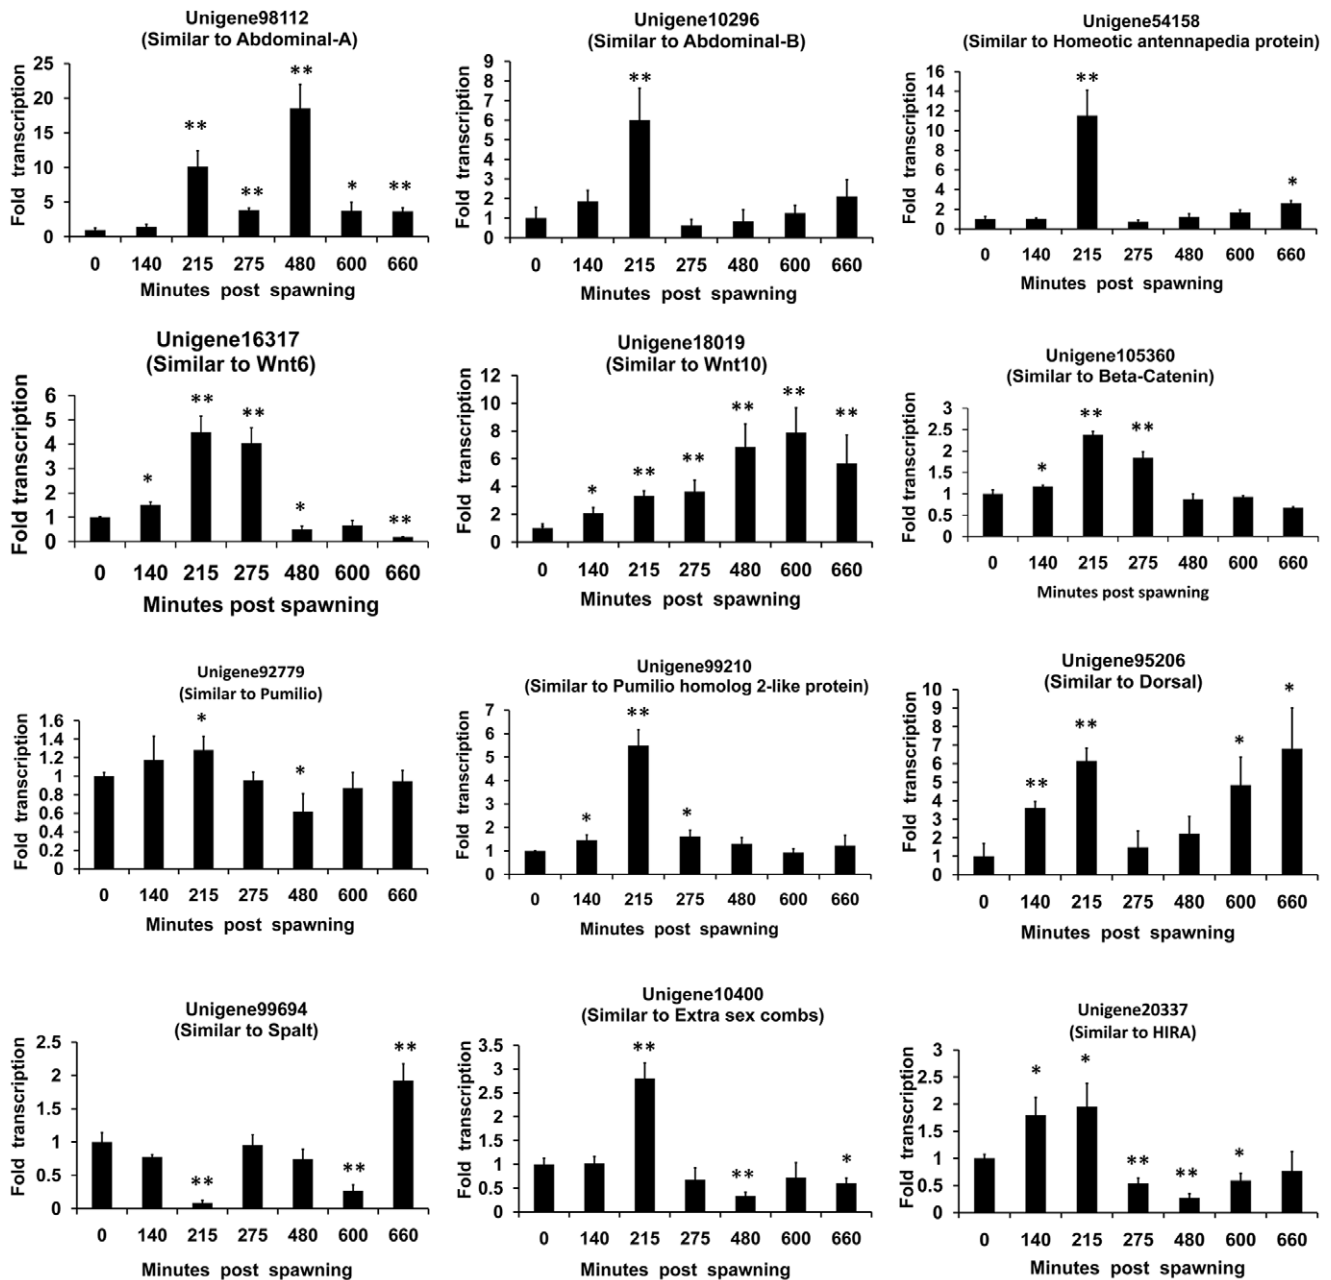 Unigene98112
(Similar to Abdominal-A)
Fold transcription
25
20
15
10
5
0
**
**
**
*
**
0 140 215 275 480 600 660
Minutes post spawning
Unigene10296
(Similar to Abdominal-B)
Fold transcription
9
8
7
6
5
4
3
2
1
0
**
0 140 215 275 480 600 660
Minutes post spawning
Unigene54158
(Similar to Homeotic antennapedia protein)
Fold transcription
16
14
12
10
8
6
4
2
0
**
*
0 140 215 275 480 600 660
Minutes post spawning
Unigene16317
(Similar to Wnt6)
Fold transcription
6
5
4
3
2
1
0
*
**
**
*
**
0 140 215 275 480 600 660
Minutes post spawning
Unigene18019
(Similar to Wnt10)
Fold transcription
12
10
8
6
4
2
0
*
**
**
**
**
**
0 140 215 275 480 600 660
Minutes post spawning
Unigene105360
(Similar to Beta-Catenin)
Fold transcription
3
2.5
2
1.5
1
0.5
0
*
**
**
0 140 215 275 480 600 660
Minutes post spawning
Unigene92779
(Similar to Pumilio)
Fold transcription
1.6
1.4
1.2
1
0.8
0.6
0.4
0.2
0
*
*
0 140 215 275 480 600 660
Minutes post spawning
Unigene99210
(Similar to Pumilio homolog 2-like protein)
Fold transcription
7
6
5
4
3
2
1
0
*
**
*
0 140 215 275 480 600 660
Minutes post spawning
Unigene95206
(Similar to Dorsal)
Fold transcription
10
9
8
7
6
5
4
3
2
1
0
**
**
*
*
0 140 215 275 480 600 660
Minutes post spawning
Unigene99694
(Similar to Spalt)
Fold transcription
2.5
2
1.5
1
0.5
0
**
**
**
0 140 215 275 480 600 660
Minutes post spawning
Unigene10400
(Similar to Extra sex combs)
Fold transcription
3.5
3
2.5
2
1.5
1
0.5
0
**
**
*
0 140 215 275 480 600 660
Minutes post spawning
Unigene20337
(Similar to HIRA)
Fold transcription
3
2.5
2
1.5
1
0.5
0
*
*
**
**
*
0 140 215 275 480 600 660
Minutes post spawning